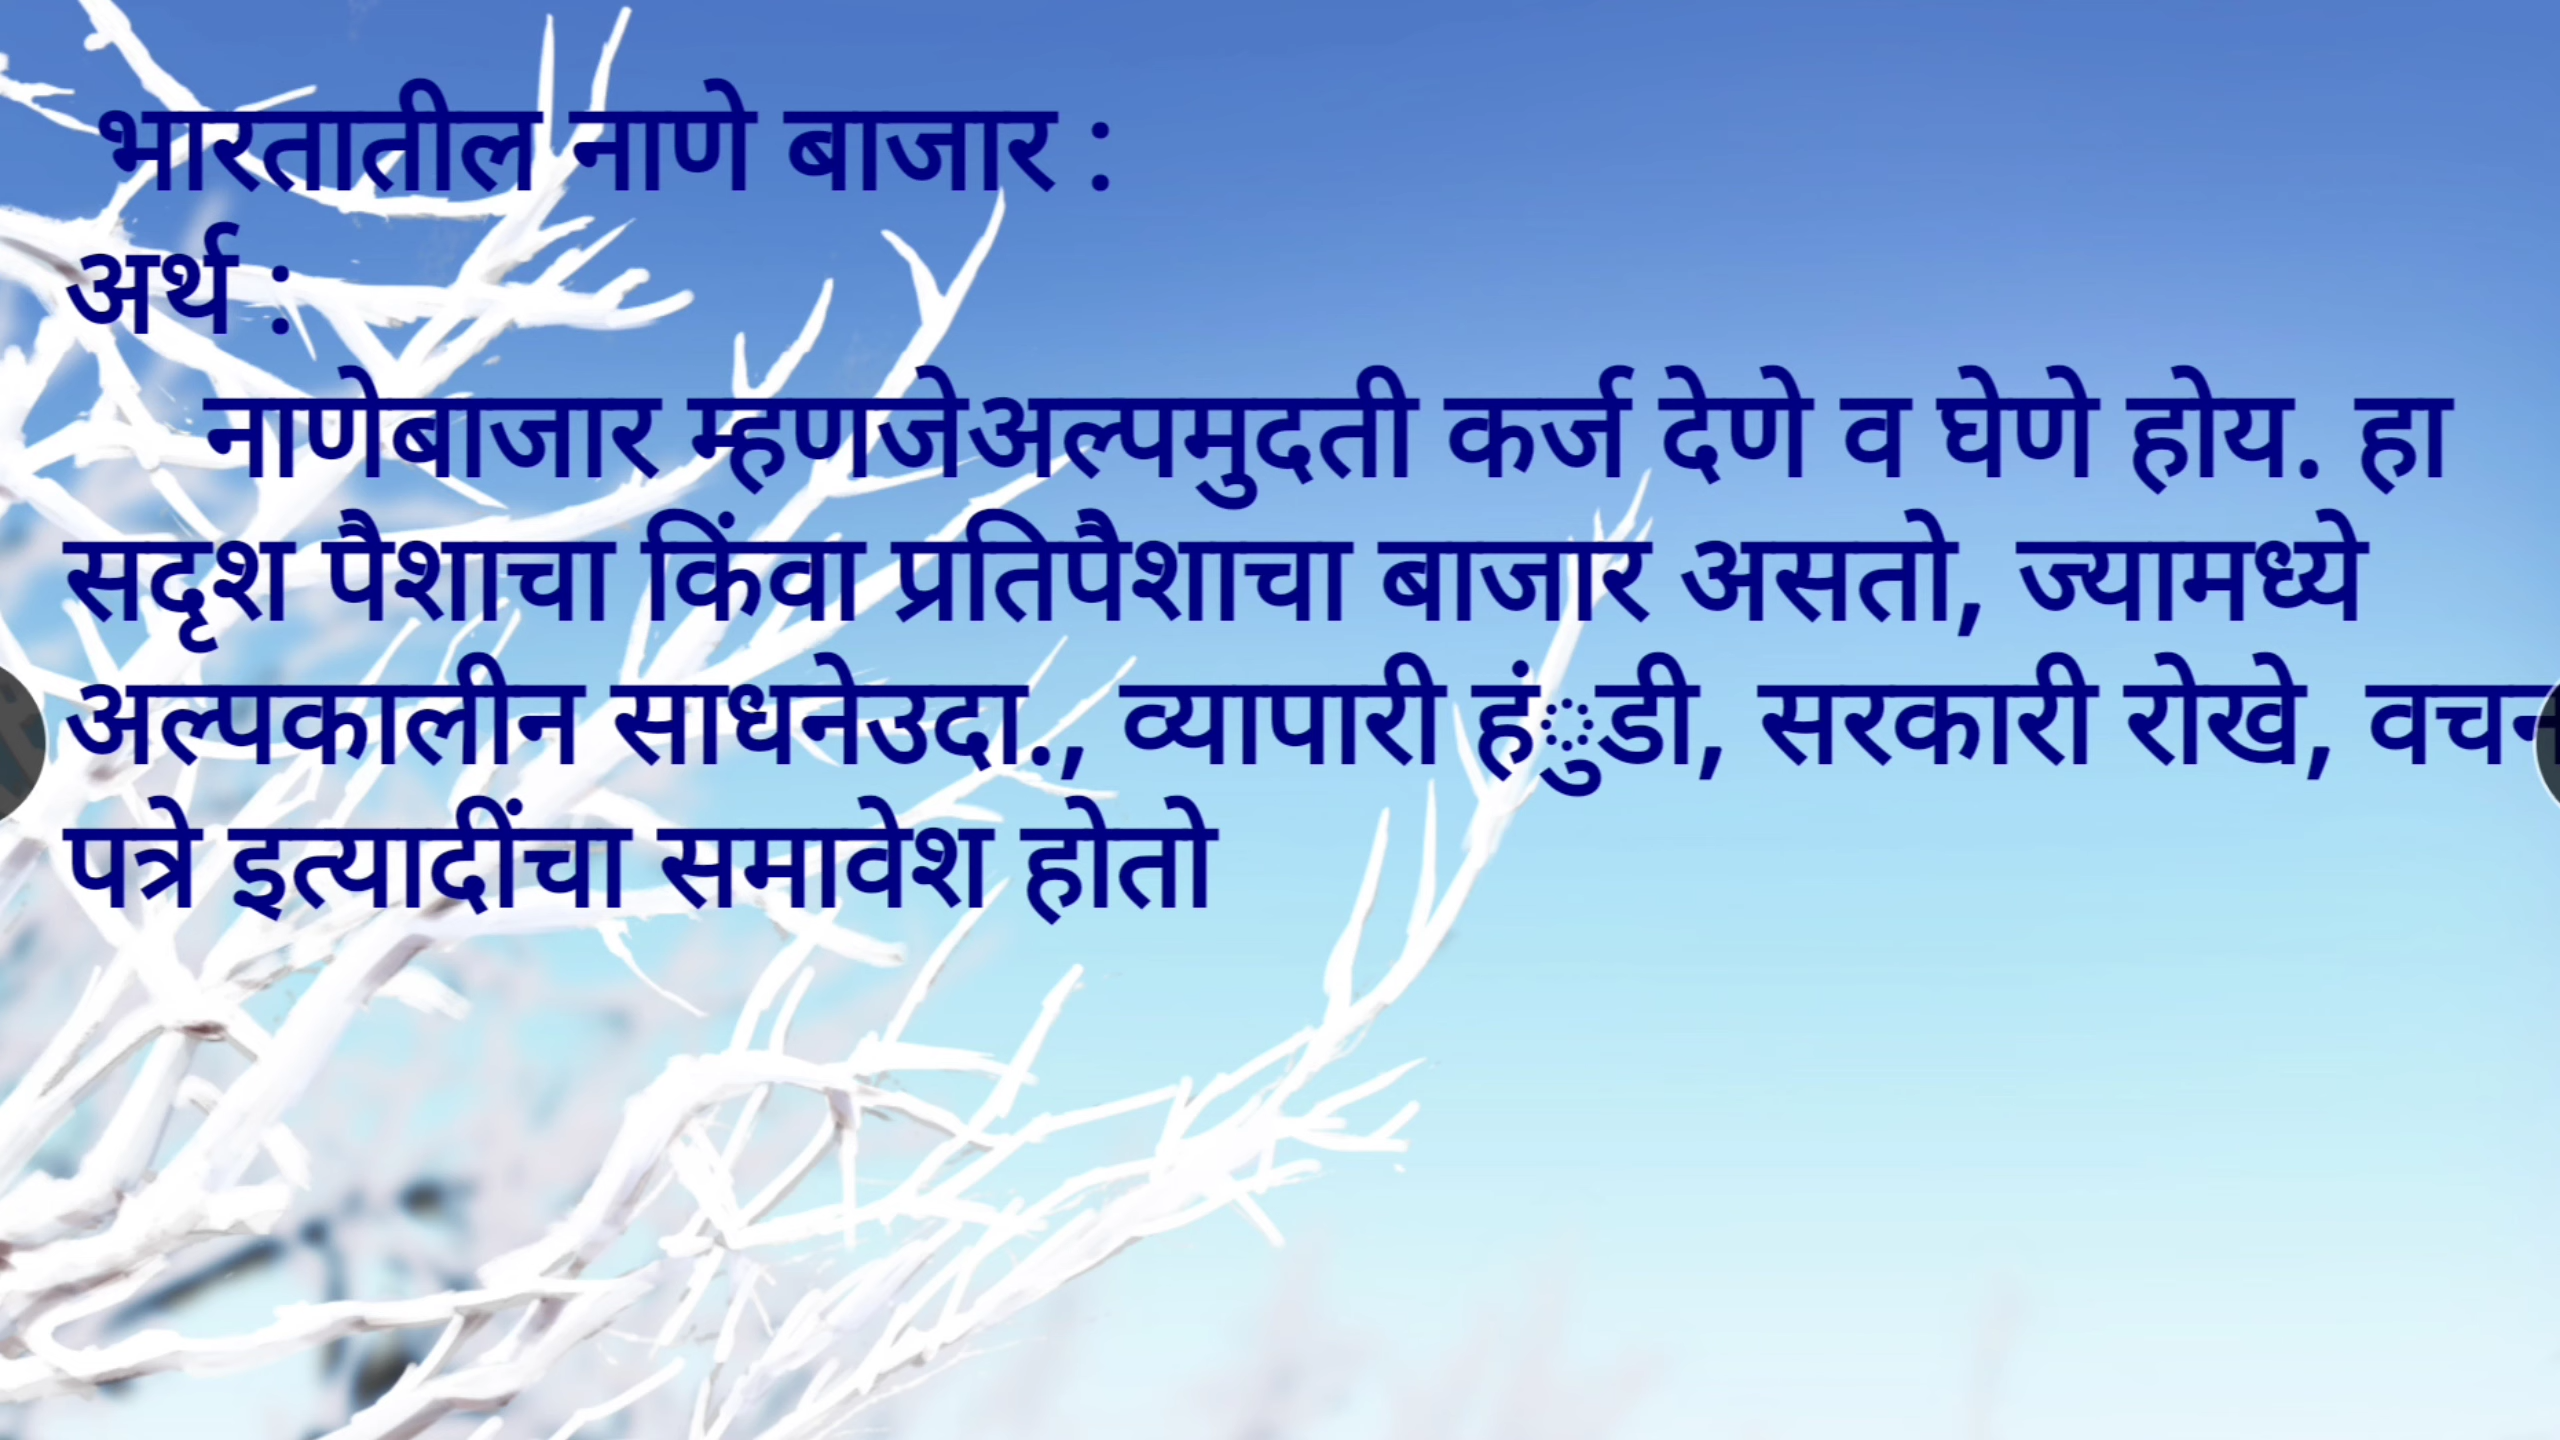 भारतातील नाणे बाजार :
अर्थ :
नाणेबाजार म्हणजेअल्पमुदती कर्ज देणे व घेणे होय. हा
सदृश पैशाचा किंवा प्रतिपैशाचा बाजार असतो, ज्यामध्ये
अल्पकालीन साधनेउदा., व्यापारी हंुडी, सरकारी रोखे, वचन
पत्रे इत्यादींचा समावेश होतो